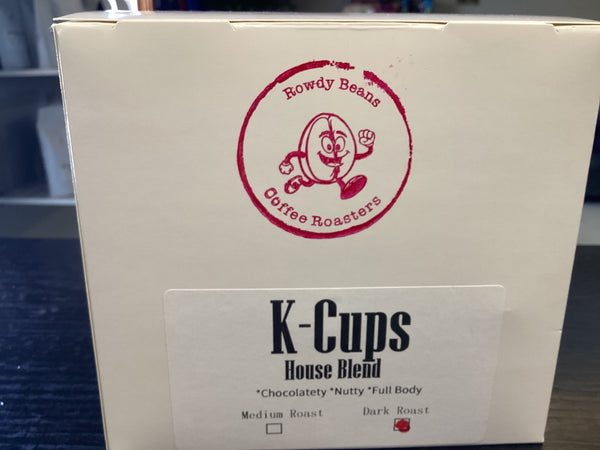 Rowdy Beans
Coffee Roasters
K-Cups
House Blend
*Chocolatety *Nutty *Full Body
Medium Roast Dark Roast